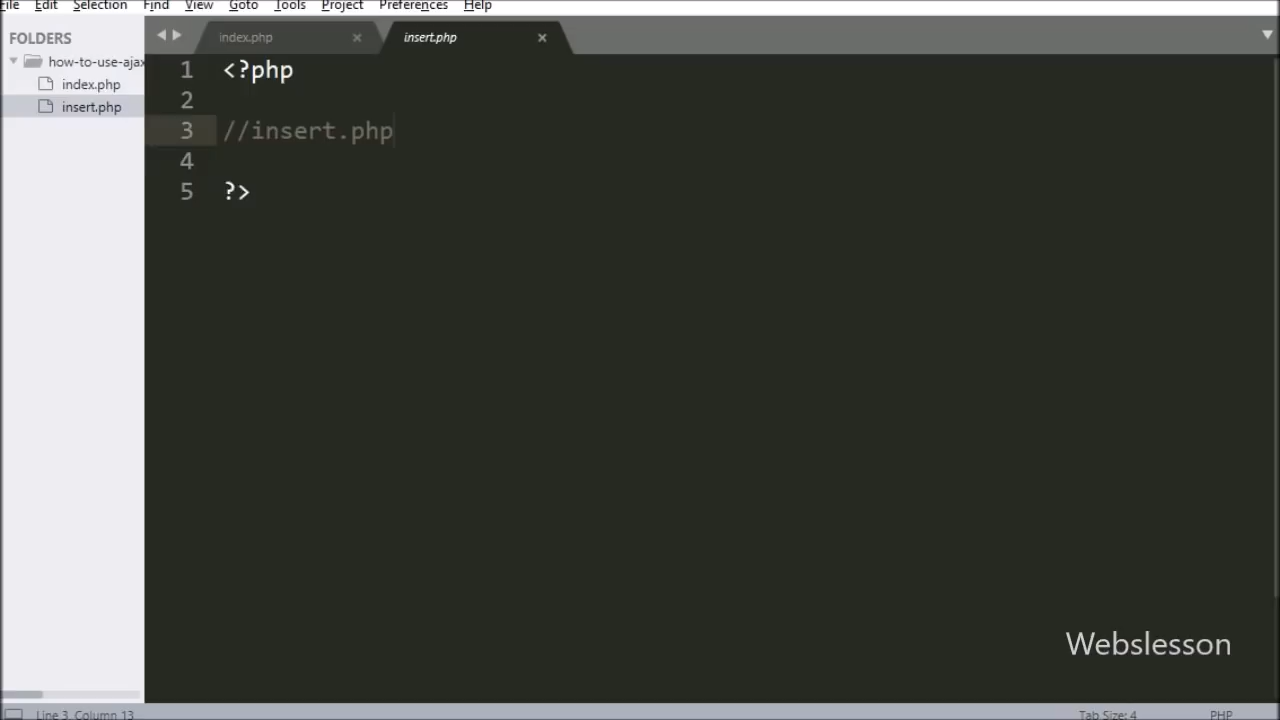 File Edit Selection Find View Goto Tools Project Preferences Help
FOLDERS
how-to-use-ajax
index.php
insert.php
index.php × insert.php ×
1 <?php
2
3 //insert.php
4
5 ?>
Webslesson
Line 3, Column 13 Tab Size: 4 PHP